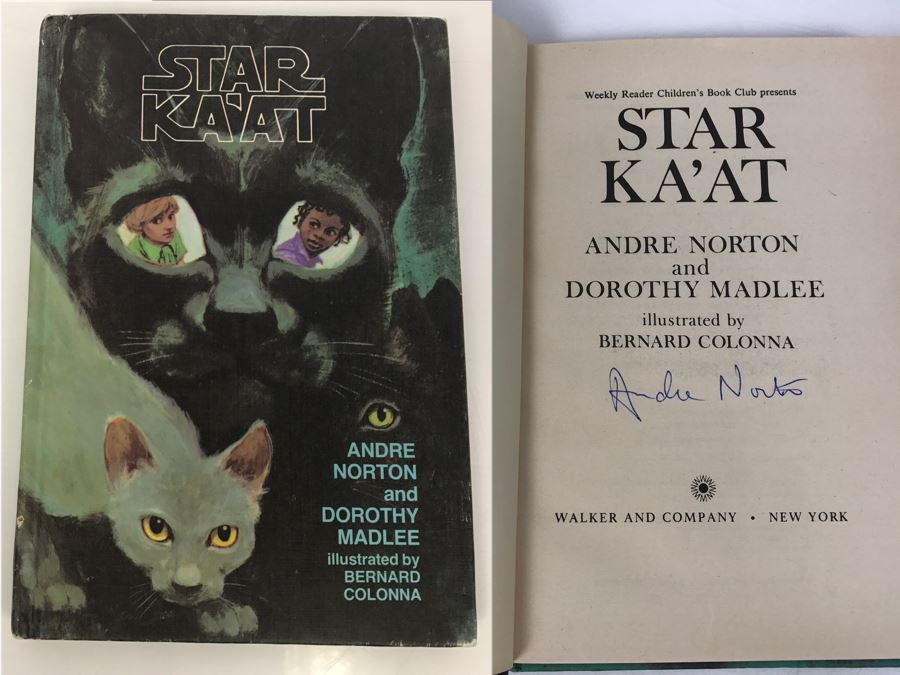 STAR
KA'AT
ANDRE
NORTON
and
DOROTHY
MADLEE
illustrated by
BERNARD
COLONNA
Weekly Reader Children's Book Club presents
STAR
KA'AT
ANDRE NORTON
and
DOROTHY MADLEE
illustrated by
BERNARD COLONNA
Andre Norton
WALKER AND COMPANY • NEW YORK